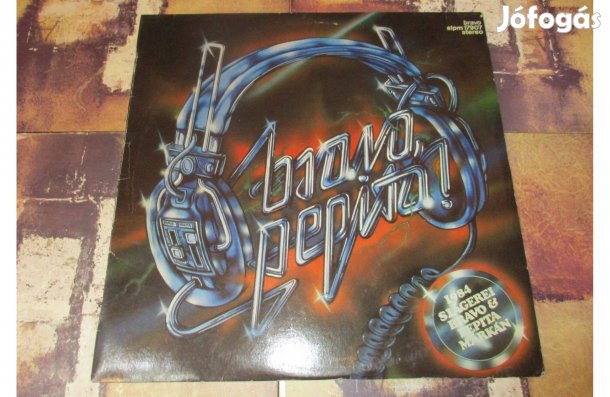 Jófogás
bravo
slpm 17907
stereo
bravo,
pepita!
1984
SLÁGEREI
BRAVO &
PEPITA
MÁRKÁN